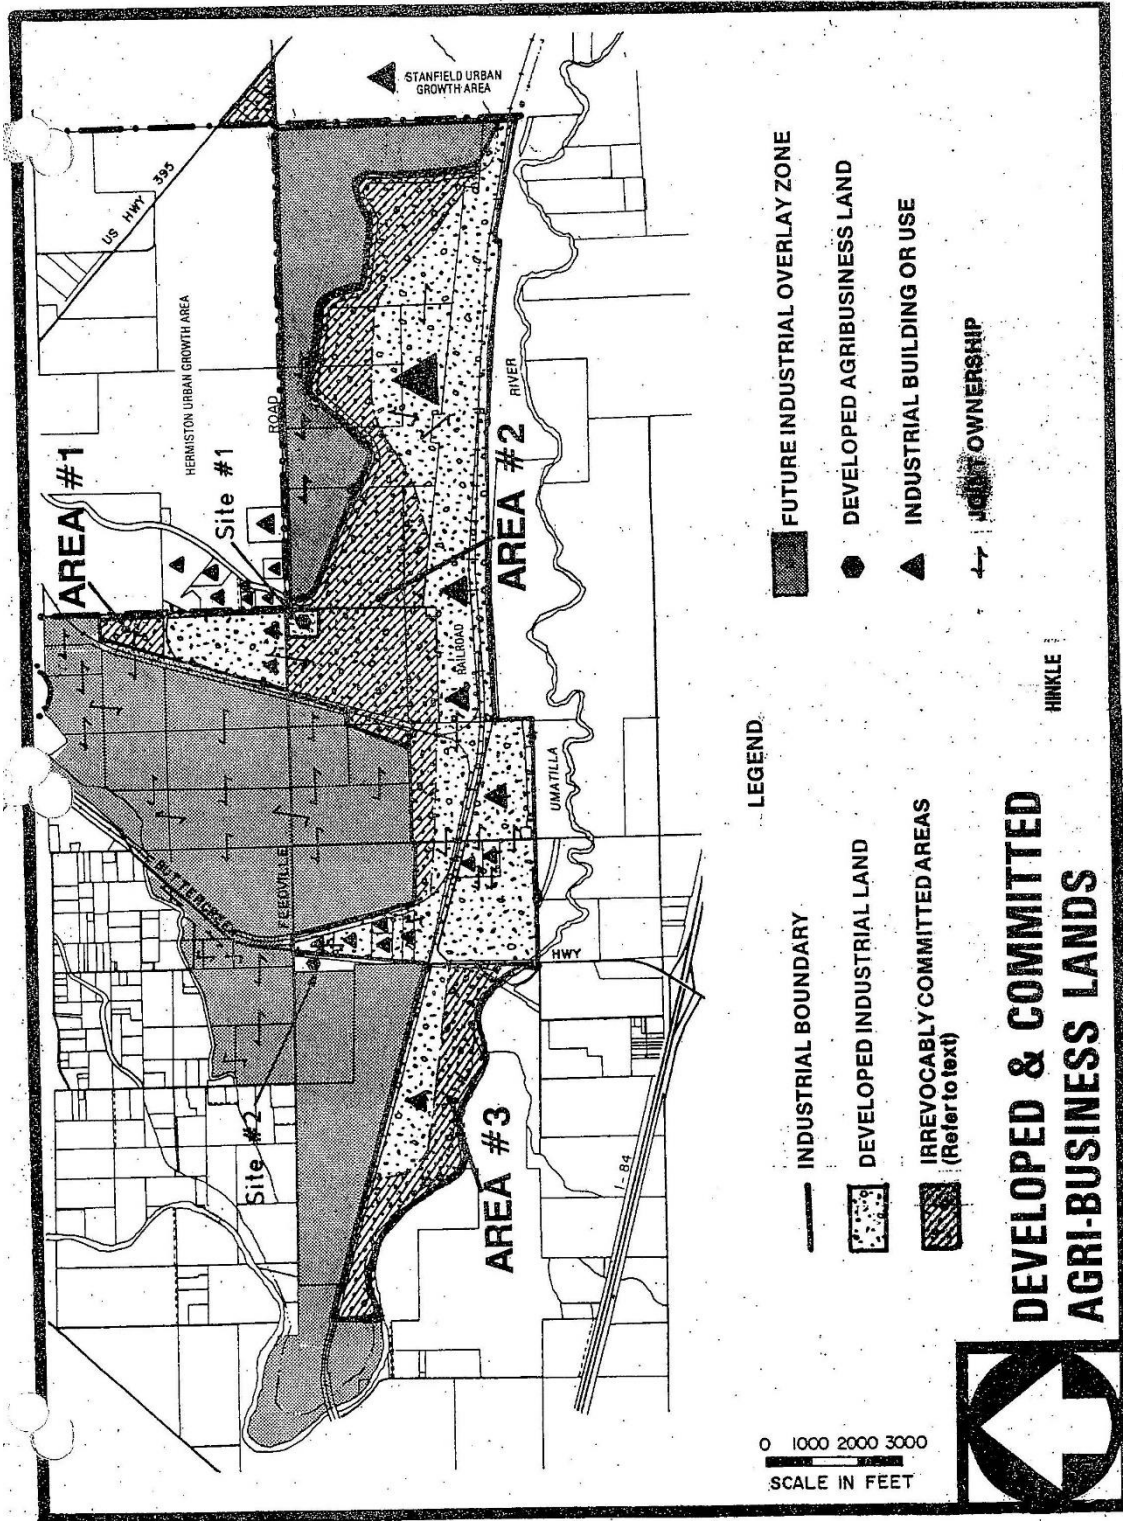 STANFIELD URBAN
GROWTH AREA
US HWY 395
HERMISTON URBAN GROWTH AREA
AREA #1
Site #1
ROAD
RIVER
AREA #2
RAILROAD
UMATILLA
FEEDVILLE
HWY
Site #2
AREA #3
I-84
LEGEND
INDUSTRIAL BOUNDARY
DEVELOPED INDUSTRIAL LAND
IRREVOCABLY COMMITTED AREAS
(Refer to text)
FUTURE INDUSTRIAL OVERLAY ZONE
DEVELOPED AGRIBUSINESS LAND
INDUSTRIAL BUILDING OR USE
JOINT OWNERSHIP
HINKLE
DEVELOPED & COMMITTED
AGRI-BUSINESS LANDS
0 1000 2000 3000
SCALE IN FEET